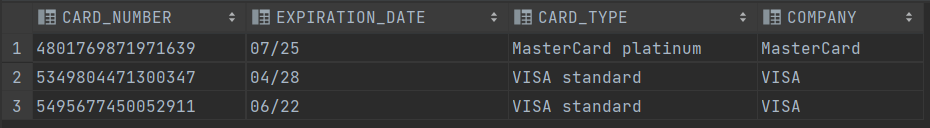 CARD_NUMBER EXPIRATION_DATE CARD_TYPE COMPANY
1 4801769871971639 07/25 MasterCard platinum MasterCard
2 5349804471300347 04/28 VISA standard VISA
3 5495677450052911 06/22 VISA standard VISA